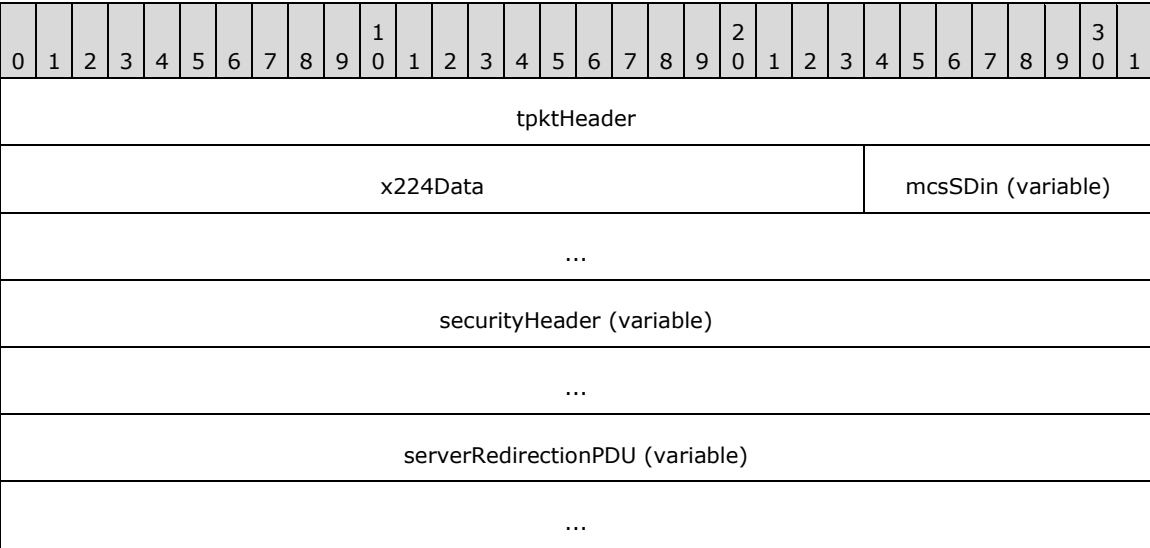 1 2 3
0 1 2 3 4 5 6 7 8 9 0 1 2 3 4 5 6 7 8 9 0 1 2 3 4 5 6 7 8 9 0 1
tpktHeader
x224Data mcsSDin (variable)
...
securityHeader (variable)
...
serverRedirectionPDU (variable)
...